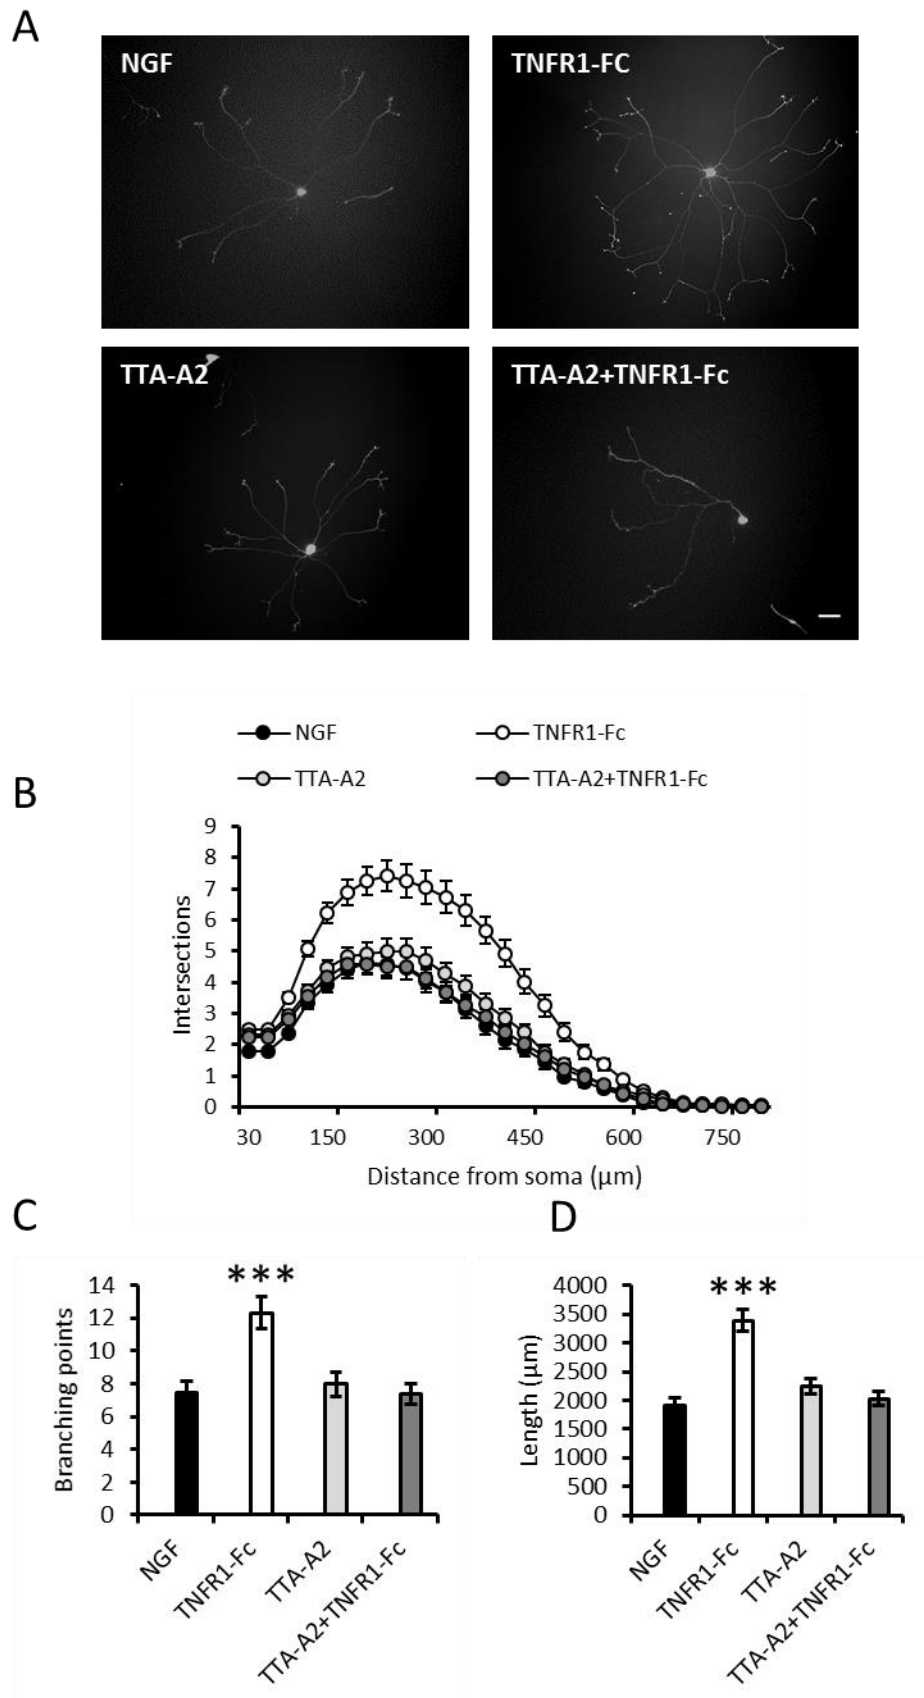 A
NGF
TNFR1-FC
TTA-A2
TTA-A2+TNFR1-Fc
NGF
TNFR1-Fc
TTA-A2
TTA-A2+TNFR1-Fc
B
9
8
7
6
5
4
3
2
1
0
Intersections
30 150 300 450 600 750
Distance from soma (µm)
C
14
12
10
8
6
4
2
0
Branching points
***
NGF
TNFR1-Fc
TTA-A2
TTA-A2+TNFR1-Fc
D
4000
3500
3000
2500
2000
1500
1000
500
0
Length (µm)
***
NGF
TNFR1-Fc
TTA-A2
TTA-A2+TNFR1-Fc